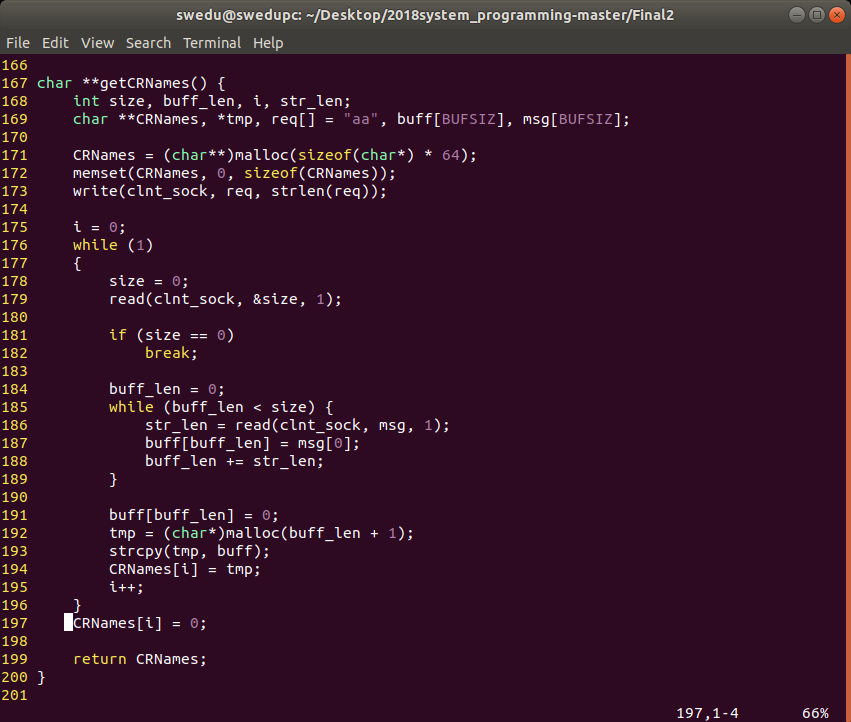 swedu@swedupc: ~/Desktop/2018system_programming-master/Final2
File Edit View Search Terminal Help
166
167 char **getCRNames() {
168     int size, buff_len, i, str_len;
169     char **CRNames, *tmp, req[] = "aa", buff[BUFSIZ], msg[BUFSIZ];
170
171     CRNames = (char**)malloc(sizeof(char*) * 64);
172     memset(CRNames, 0, sizeof(CRNames));
173     write(clnt_sock, req, strlen(req));
174
175     i = 0;
176     while (1)
177     {
178         size = 0;
179         read(clnt_sock, &size, 1);
180
181         if (size == 0)
182             break;
183
184         buff_len = 0;
185         while (buff_len < size) {
186             str_len = read(clnt_sock, msg, 1);
187             buff[buff_len] = msg[0];
188             buff_len += str_len;
189         }
190
191         buff[buff_len] = 0;
192         tmp = (char*)malloc(buff_len + 1);
193         strcpy(tmp, buff);
194         CRNames[i] = tmp;
195         i++;
196     }
197     CRNames[i] = 0;
198
199     return CRNames;
200 }
201
197,1-4 66%